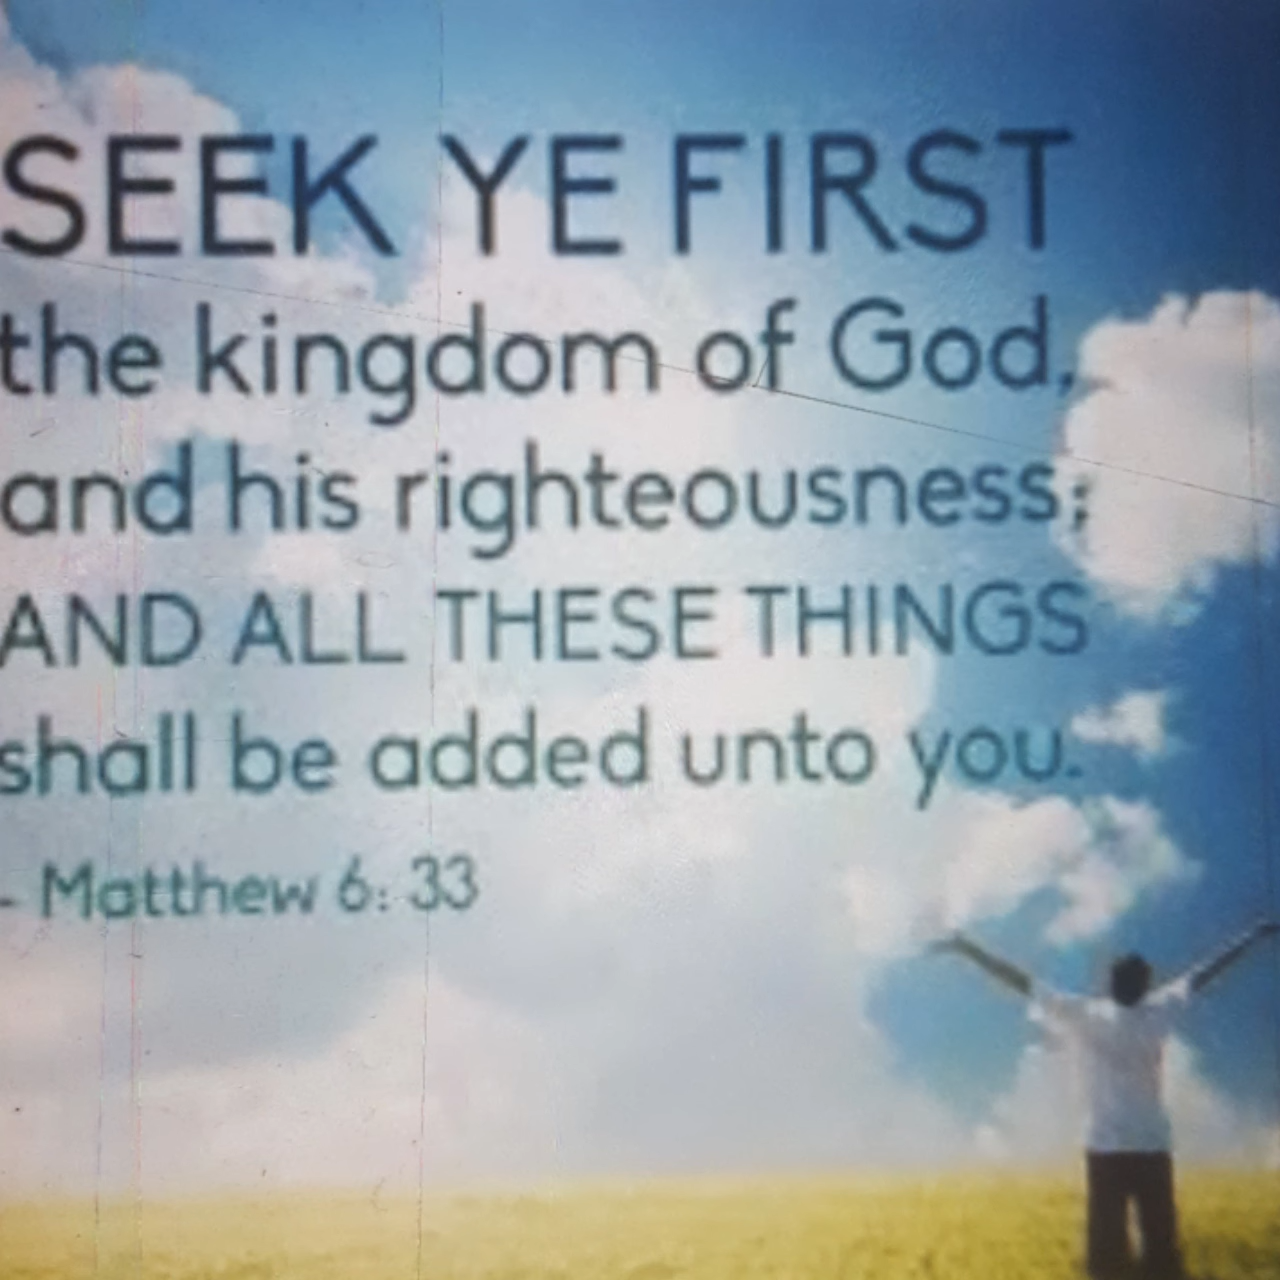 SEEK YE FIRST
the kingdom of God,
and his righteousness;
AND ALL THESE THINGS
shall be added unto you.
- Matthew 6:33